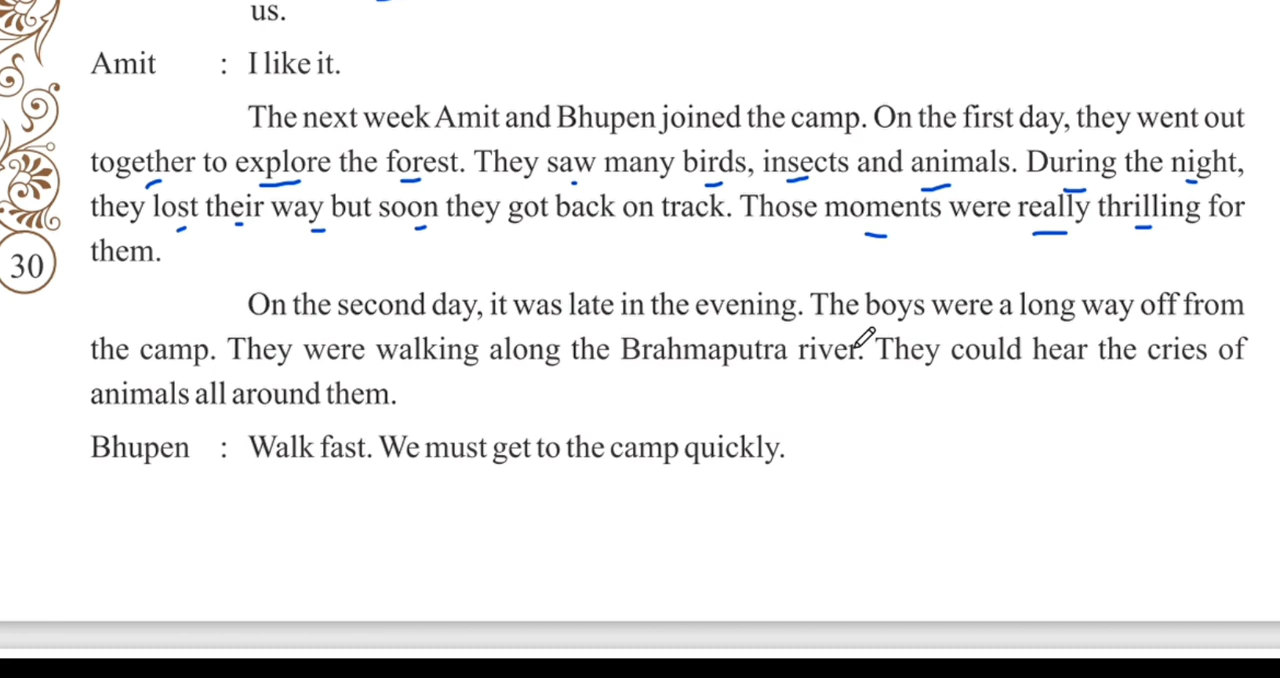 us.
Amit : I like it.
The next week Amit and Bhupen joined the camp. On the first day, they went out
together to explore the forest. They saw many birds, insects and animals. During the night,
they lost their way but soon they got back on track. Those moments were really thrilling for
them.
30
On the second day, it was late in the evening. The boys were a long way off from
the camp. They were walking along the Brahmaputra river. They could hear the cries of
animals all around them.
Bhupen : Walk fast. We must get to the camp quickly.